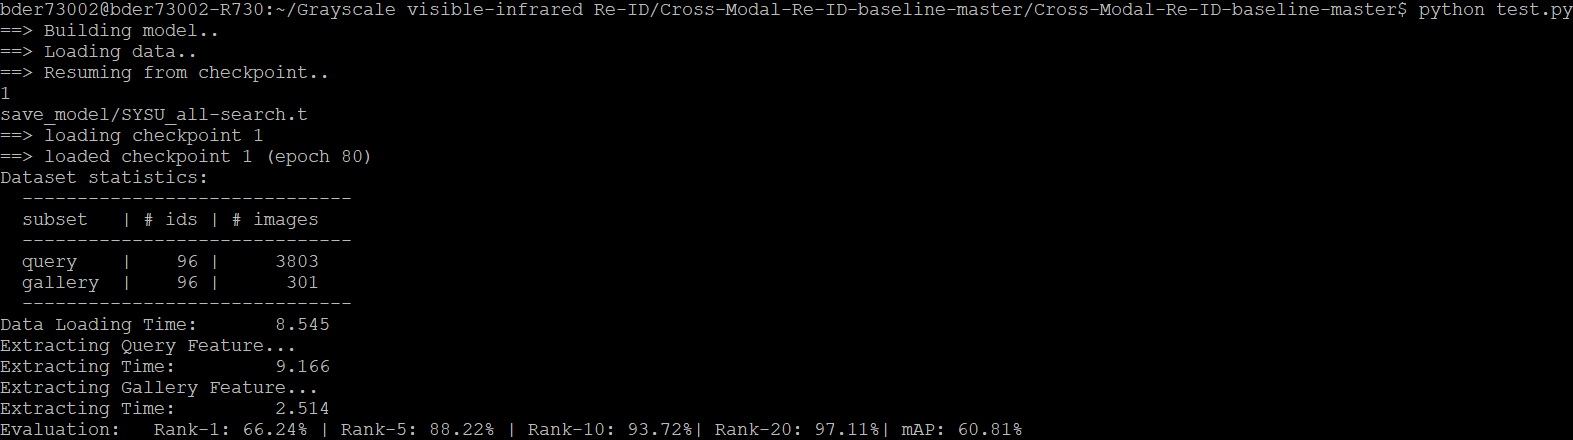 bder73002@bder73002-R730:~/Grayscale visible-infrared Re-ID/Cross-Modal-Re-ID-baseline-master/Cross-Modal-Re-ID-baseline-master$ python test.py
==> Building model..
==> Loading data..
==> Resuming from checkpoint..
1
save_model/SYSU_all-search.t
==> loading checkpoint 1
==> loaded checkpoint 1 (epoch 80)
Dataset statistics:
  ------------------------------
  subset   | # ids | # images
  ------------------------------
  query    |    96 |     3803
  gallery  |    96 |      301
  ------------------------------
Data Loading Time:       8.545
Extracting Query Feature...
Extracting Time:         9.166
Extracting Gallery Feature...
Extracting Time:         2.514
Evaluation:   Rank-1: 66.24% | Rank-5: 88.22% | Rank-10: 93.72%| Rank-20: 97.11%| mAP: 60.81%